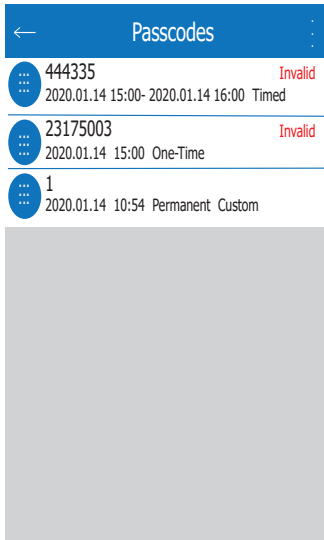 Passcodes
444335 Invalid
2020.01.14 15:00- 2020.01.14 16:00 Timed
23175003 Invalid
2020.01.14 15:00 One-Time
1
2020.01.14 10:54 Permanent Custom